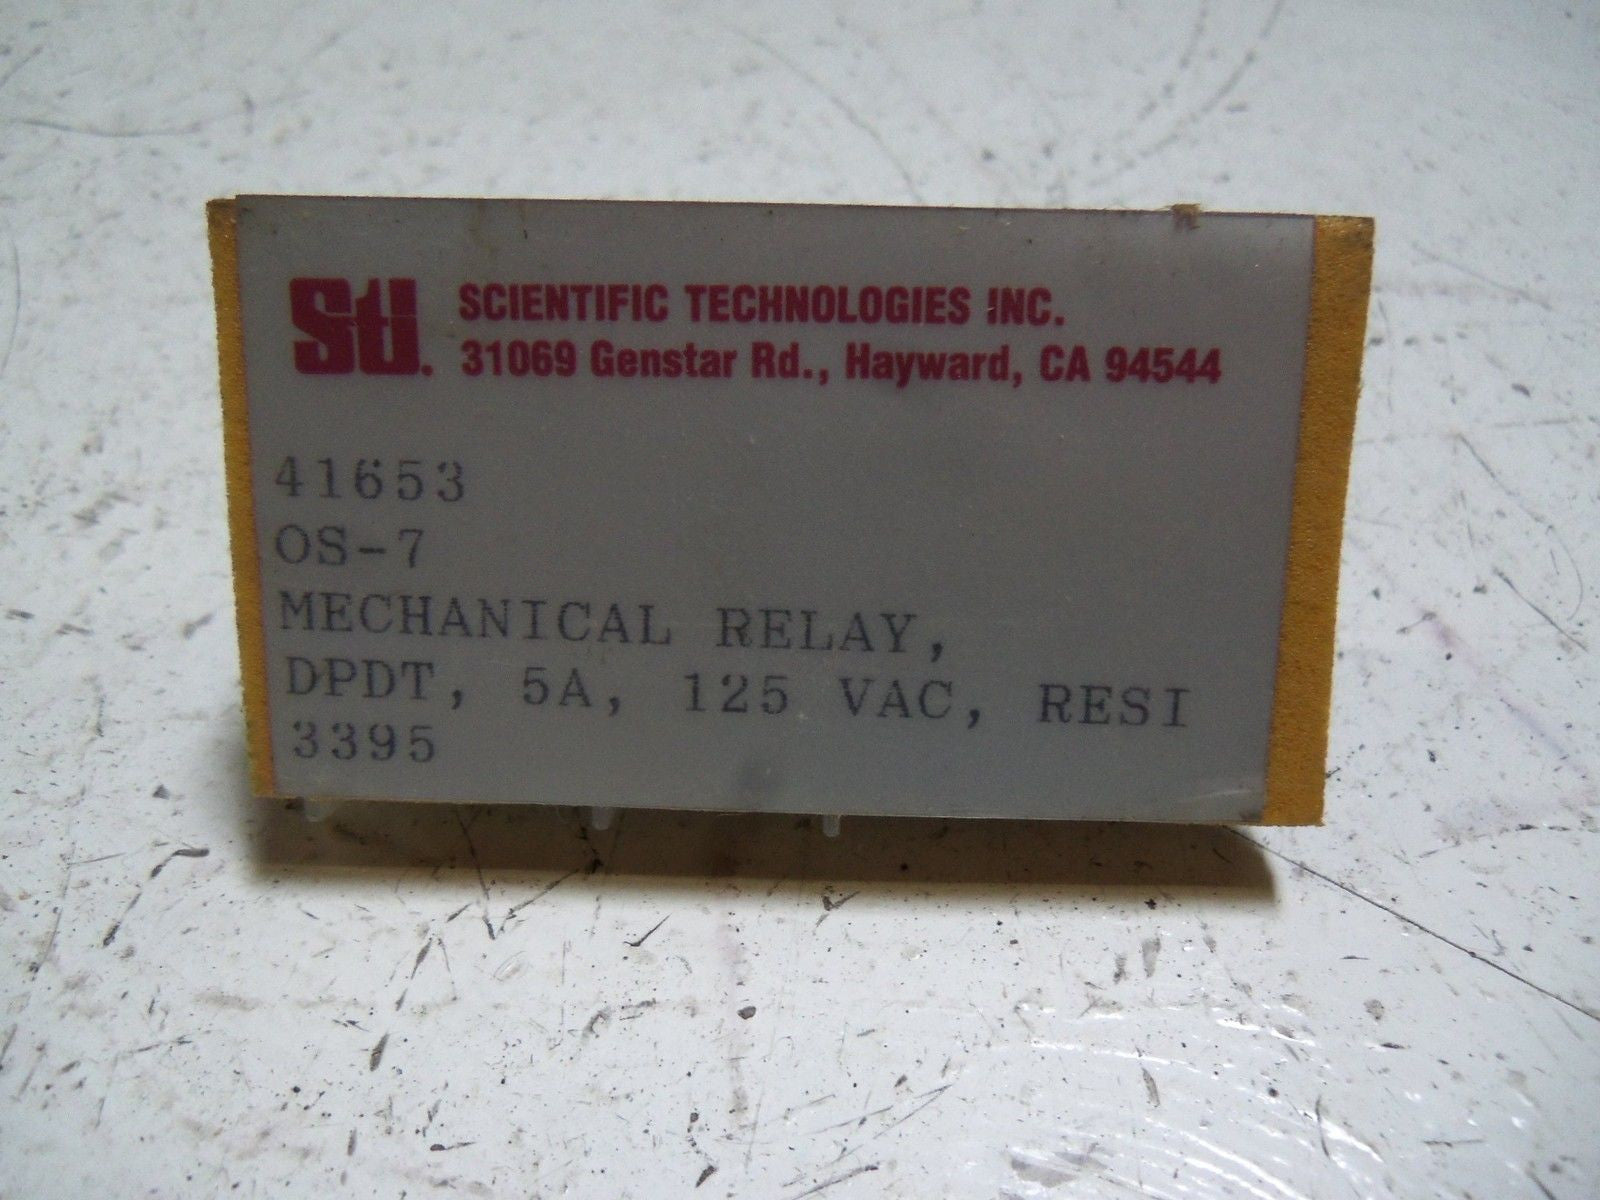 Sti. SCIENTIFIC TECHNOLOGIES INC.
31069 Genstar Rd., Hayward, CA 94544
41653
OS-7
MECHANICAL RELAY,
DPDT, 5A, 125 VAC, RESI
3395